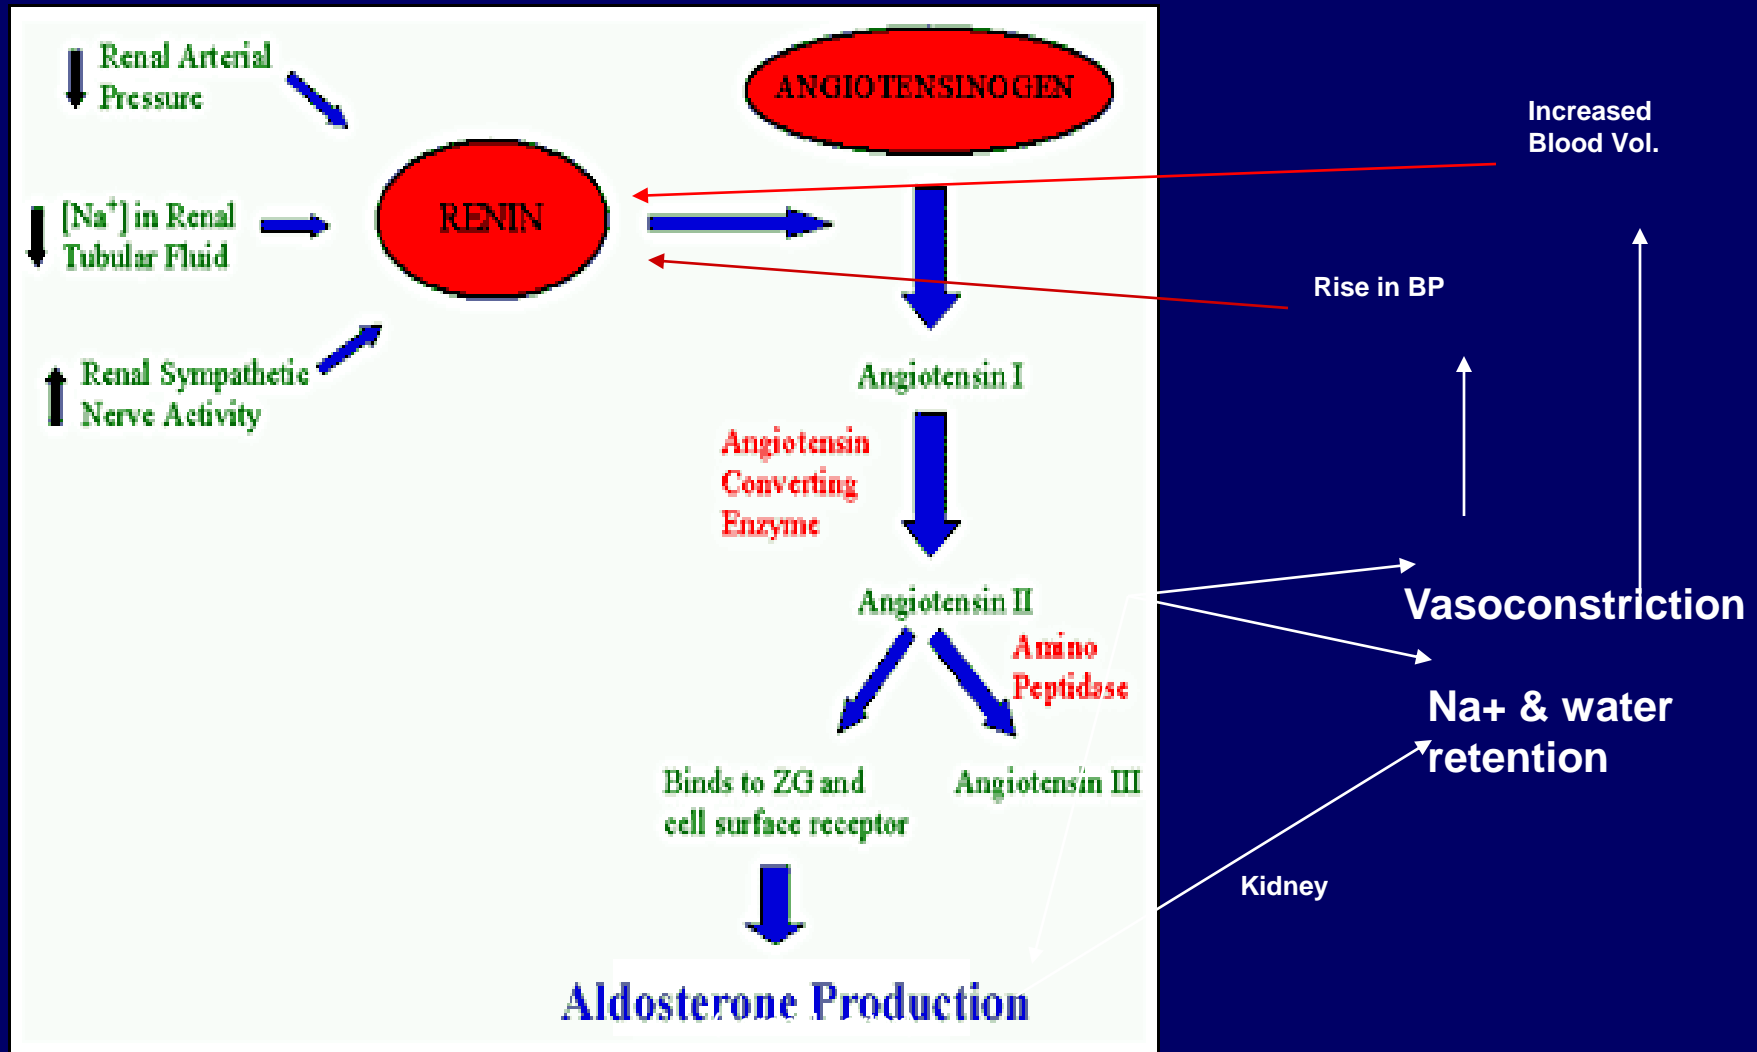 Renal Arterial
Pressure
[Na+] in Renal
Tubular Fluid
Renal Sympathetic
Nerve Activity
RENIN
ANGIOTENSINOGEN
Angiotensin I
Angiotensin
Converting
Enzyme
Angiotensin II
Amino
Peptidase
Binds to ZG and
cell surface receptor
Angiotensin III
Aldosterone Production
Increased
Blood Vol.
Rise in BP
Vasoconstriction
Na+ & water
retention
Kidney